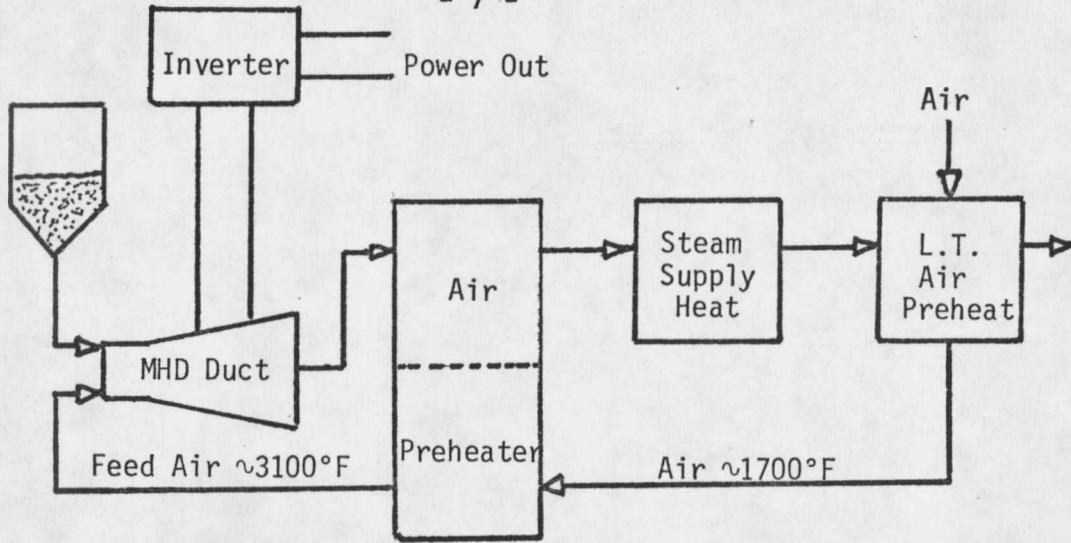 Inverter
Power Out
Air
Steam
Supply
Heat
L.T.
Air
Preheat
Air
MHD Duct
Preheater
Feed Air ~3100°F
Air ~1700°F